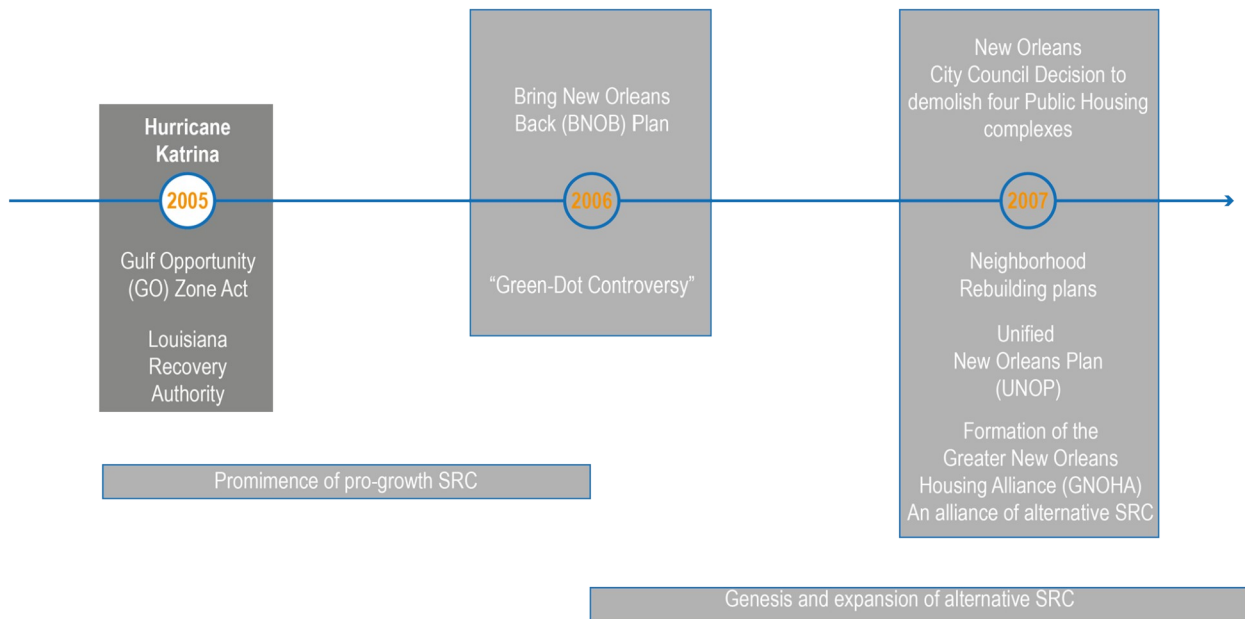 Hurricane
Katrina
2005
Gulf Opportunity
(GO) Zone Act
Louisiana
Recovery
Authority
Bring New Orleans
Back (BNOB) Plan
2006
“Green-Dot Controversy”
New Orleans
City Council Decision to
demolish four Public Housing
complexes
2007
Neighborhood
Rebuilding plans
Unified
New Orleans Plan
(UNOP)
Formation of the
Greater New Orleans
Housing Alliance (GNOHA)
An alliance of alternative SRC
Promimence of pro-growth SRC
Genesis and expansion of alternative SRC